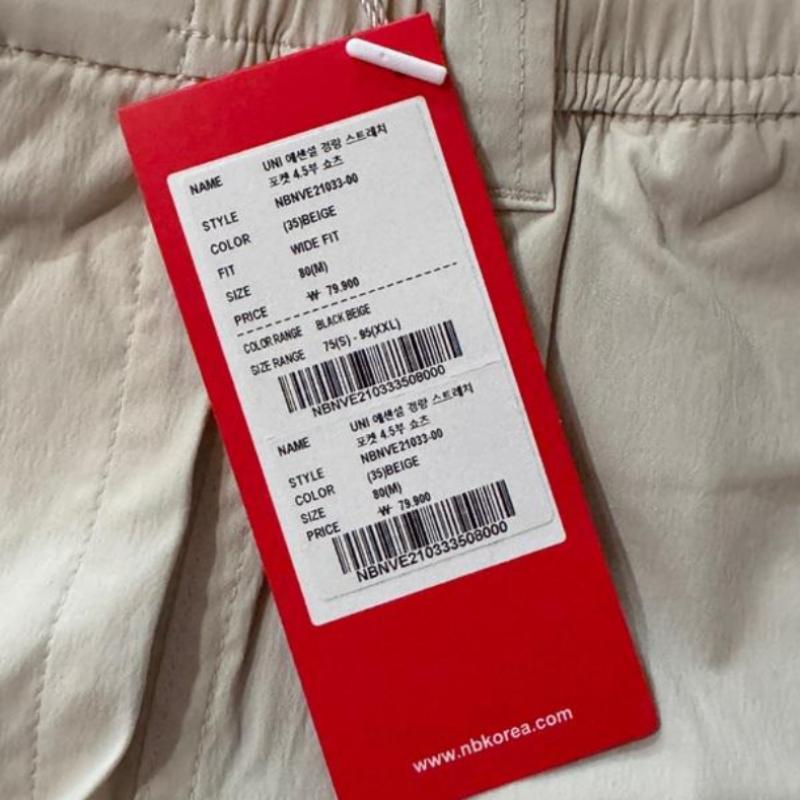 NAME UNI 에센셜 경량 스트레치
포켓 4.5부 쇼츠
STYLE NBNVE21033-00
COLOR (35)BEIGE
FIT WIDE FIT
SIZE 80(M)
PRICE ₩ 79.900
COLOR RANGE BLACK BEIGE
SIZE RANGE 75(S) - 95(XXL)
NBNVE210333508000
NAME UNI 에센셜 경량 스트레치
포켓 4.5부 쇼츠
STYLE NBNVE21033-00
COLOR (35)BEIGE
SIZE 80(M)
PRICE ₩ 79.900
NBNVE210333508000
www.nbkorea.com